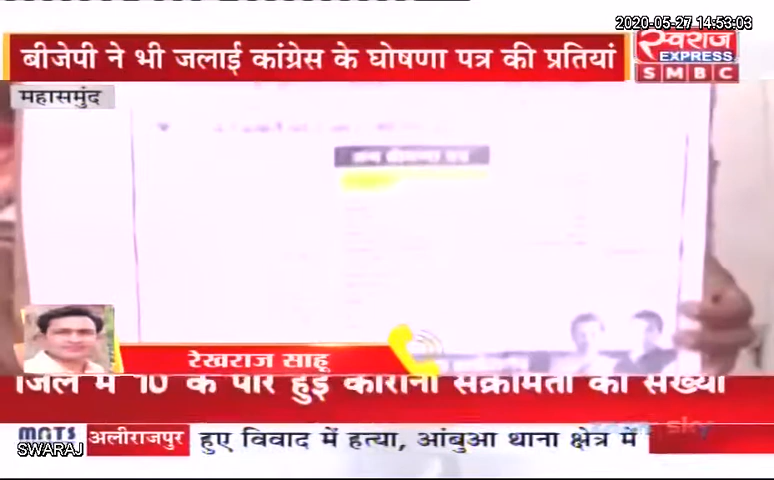 2020-05-27 14:53:03
बीजेपी ने भी जलाई कांग्रेस के घोषणा पत्र की प्रतियां
स्वराज
EXPRESS
SMBC
महासमुंद
रेखराज साहू
जिले में 10 के पार हुई कोरोना संक्रमितों की संख्या
MATS
SWARAJ
अलीराजपुर
हुए विवाद में हत्या, आंबुआ थाना क्षेत्र में
sky